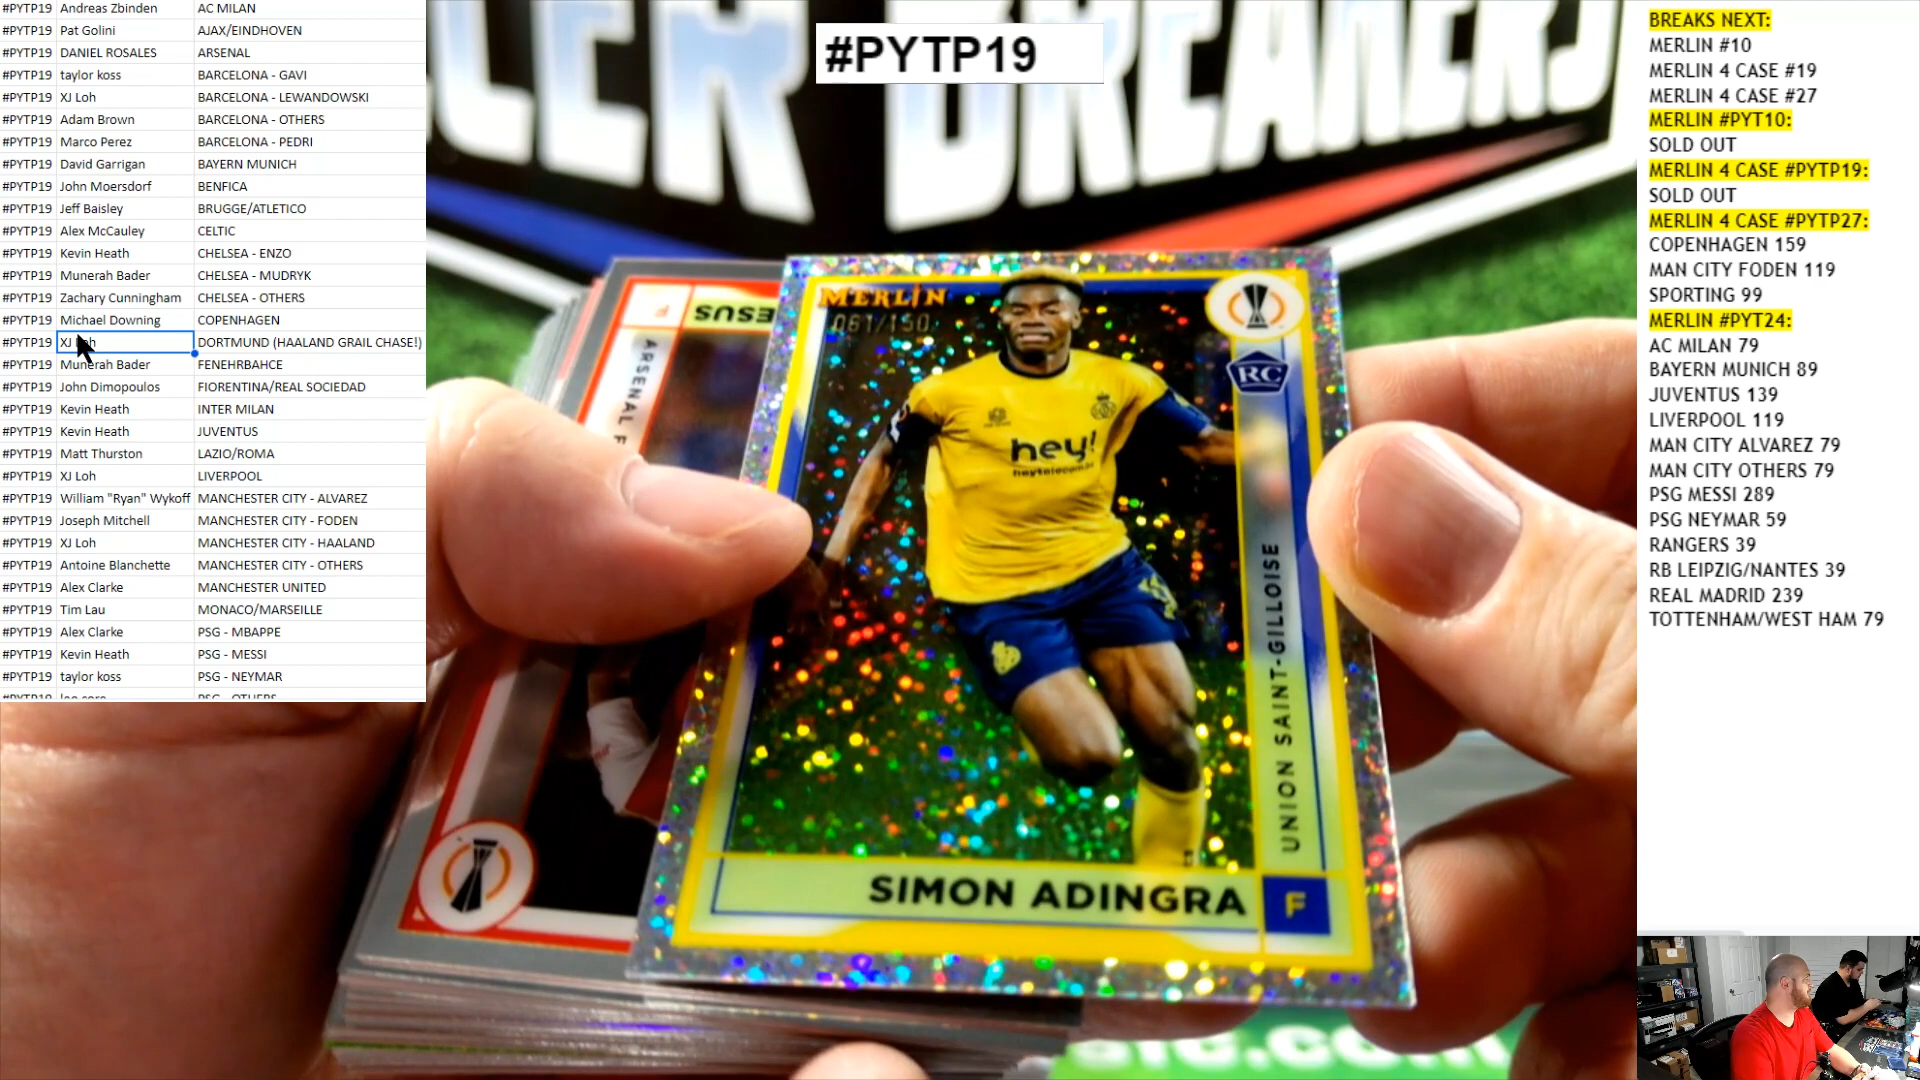 #PYTP19 Andreas Zbinden AC MILAN
#PYTP19 Pat Golini AJAX/EINDHOVEN
#PYTP19 DANIEL ROSALES ARSENAL
#PYTP19 taylor koss BARCELONA - GAVI
#PYTP19 XJ Loh BARCELONA - LEWANDOWSKI
#PYTP19 Adam Brown BARCELONA - OTHERS
#PYTP19 Marco Perez BARCELONA - PEDRI
#PYTP19 David Garrigan BAYERN MUNICH
#PYTP19 John Moersdorf BENFICA
#PYTP19 Jeff Baisley BRUGGE/ATLETICO
#PYTP19 Alex McCauley CELTIC
#PYTP19 Kevin Heath CHELSEA - ENZO
#PYTP19 Munerah Bader CHELSEA - MUDRYK
#PYTP19 Zachary Cunningham CHELSEA - OTHERS
#PYTP19 Michael Downing COPENHAGEN
#PYTP19 XJ Loh DORTMUND (HAALAND GRAIL CHASE!)
#PYTP19 Munerah Bader FENEHRBAHCE
#PYTP19 John Dimopoulos FIORENTINA/REAL SOCIEDAD
#PYTP19 Kevin Heath INTER MILAN
#PYTP19 Kevin Heath JUVENTUS
#PYTP19 Matt Thurston LAZIO/ROMA
#PYTP19 XJ Loh LIVERPOOL
#PYTP19 William "Ryan" Wykoff MANCHESTER CITY - ALVAREZ
#PYTP19 Joseph Mitchell MANCHESTER CITY - FODEN
#PYTP19 XJ Loh MANCHESTER CITY - HAALAND
#PYTP19 Antoine Blanchette MANCHESTER CITY - OTHERS
#PYTP19 Alex Clarke MANCHESTER UNITED
#PYTP19 Tim Lau MONACO/MARSEILLE
#PYTP19 Alex Clarke PSG - MBAPPE
#PYTP19 Kevin Heath PSG - MESSI
#PYTP19 taylor koss PSG - NEYMAR
#PYTP19
BREAKERS
MERLIN
061/150
RC
hey!
UNION SAINT-GILLOISE
SIMON ADINGRA
F
ARSENAL F
BREAKS NEXT:
MERLIN #10
MERLIN 4 CASE #19
MERLIN 4 CASE #27
MERLIN #PYT10:
SOLD OUT
MERLIN 4 CASE #PYTP19:
SOLD OUT
MERLIN 4 CASE #PYTP27:
COPENHAGEN 159
MAN CITY FODEN 119
SPORTING 99
MERLIN #PYT24:
AC MILAN 79
BAYERN MUNICH 89
JUVENTUS 139
LIVERPOOL 119
MAN CITY ALVAREZ 79
MAN CITY OTHERS 79
PSG MESSI 289
PSG NEYMAR 59
RANGERS 39
RB LEIPZIG/NANTES 39
REAL MADRID 239
TOTTENHAM/WEST HAM 79